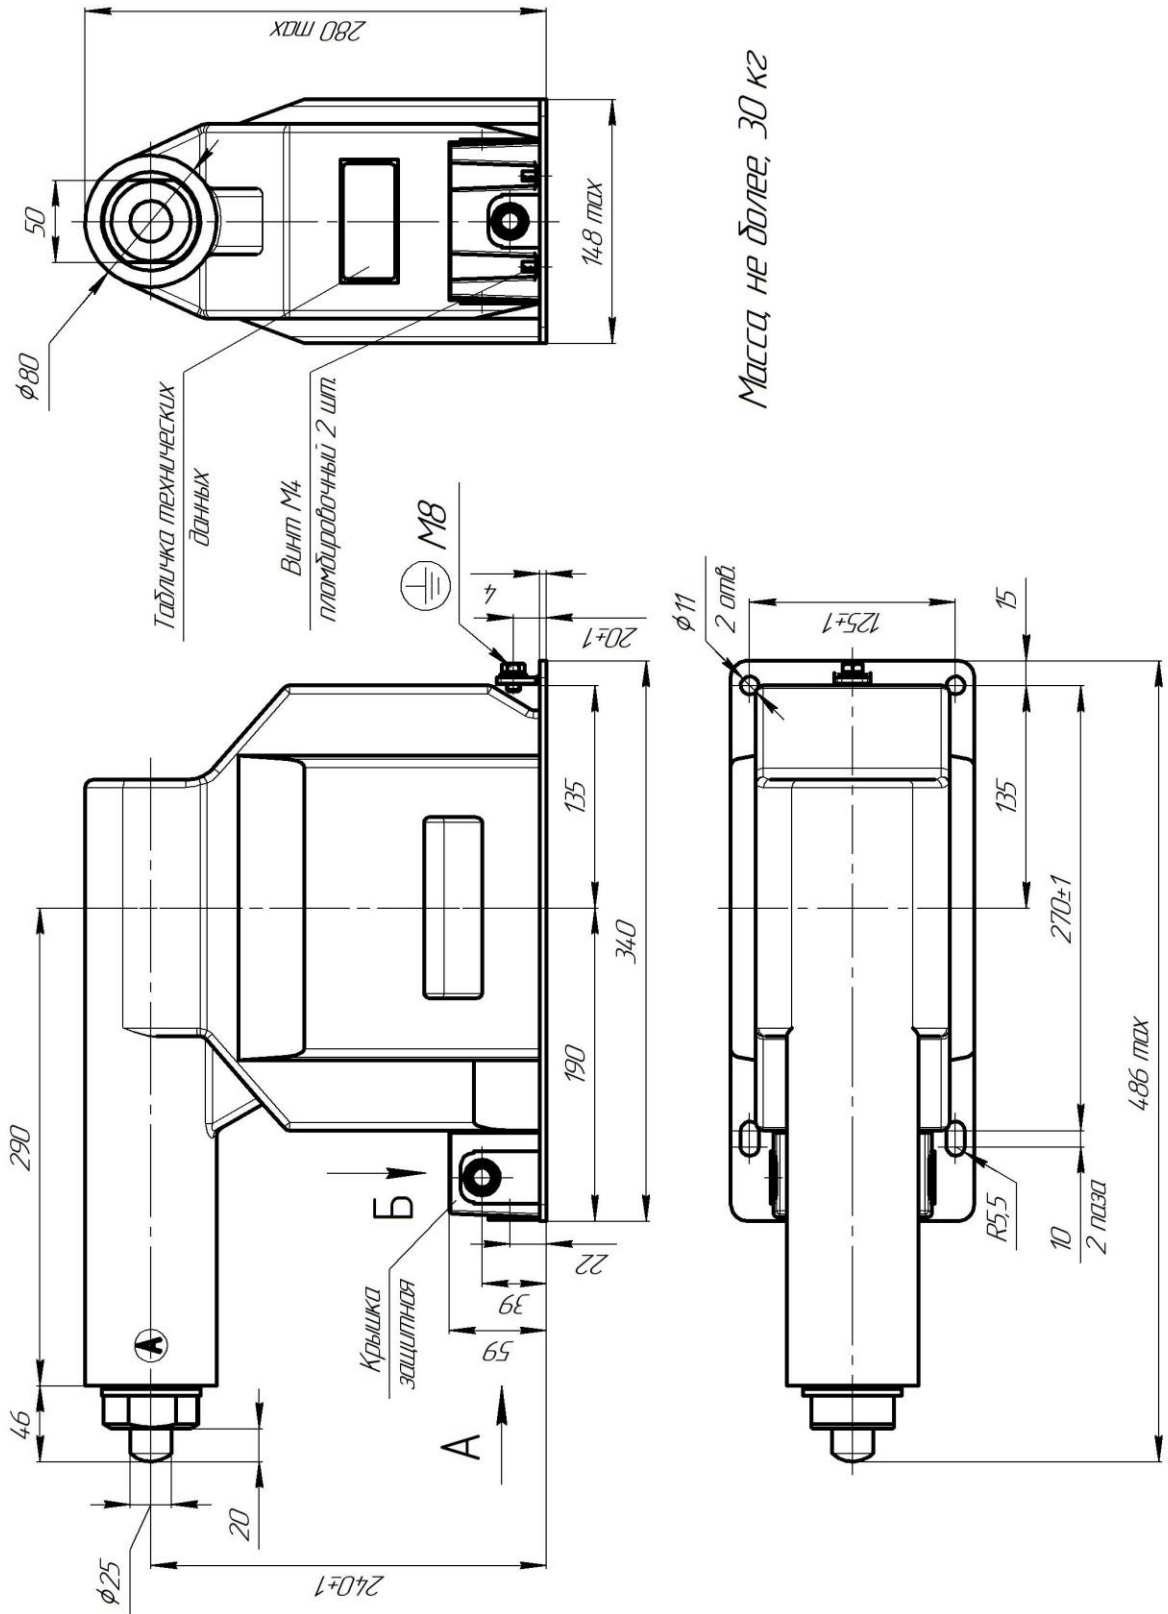 290
46
ϕ25
20
240±1
А
А
Б
Крышка
защитная
59
39
22
190
135
340
М8
4
20±1
ϕ80
50
280 max
Табличка технических
данных
Винт М4
пломбировочный 2 шт.
148 max
ϕ11
2 отв.
125±1
15
135
270±1
R5,5
10
2 паза
486 max
Масса, не более, 30 кг